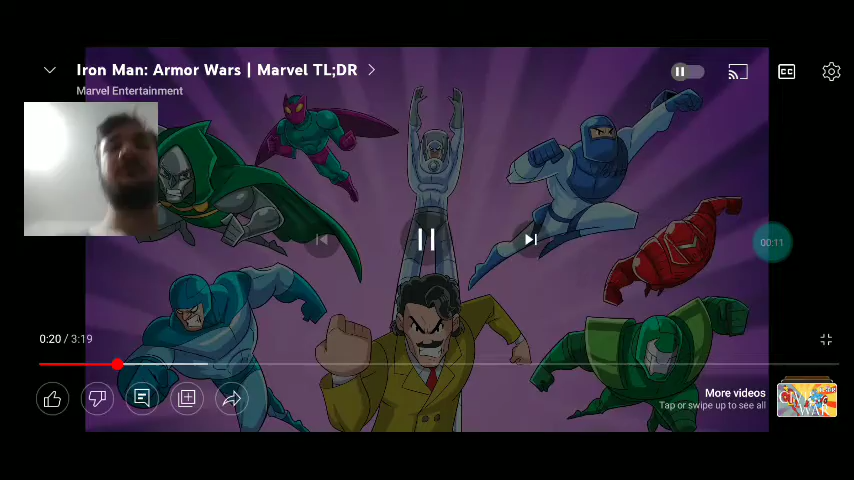 Iron Man: Armor Wars | Marvel TL;DR
Marvel Entertainment
CC
00:11
0:20 / 3:19
More videos
Tap or swipe up to see all